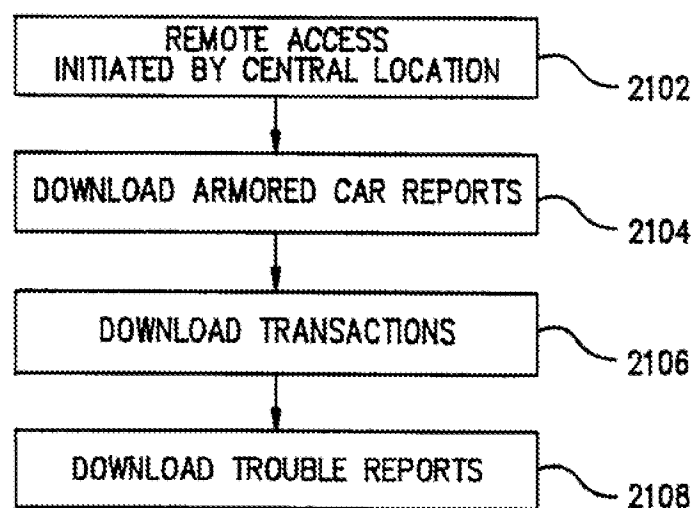 REMOTE ACCESS
INITIATED BY CENTRAL LOCATION
2102
DOWNLOAD ARMORED CAR REPORTS
2104
DOWNLOAD TRANSACTIONS
2106
DOWNLOAD TROUBLE REPORTS
2108